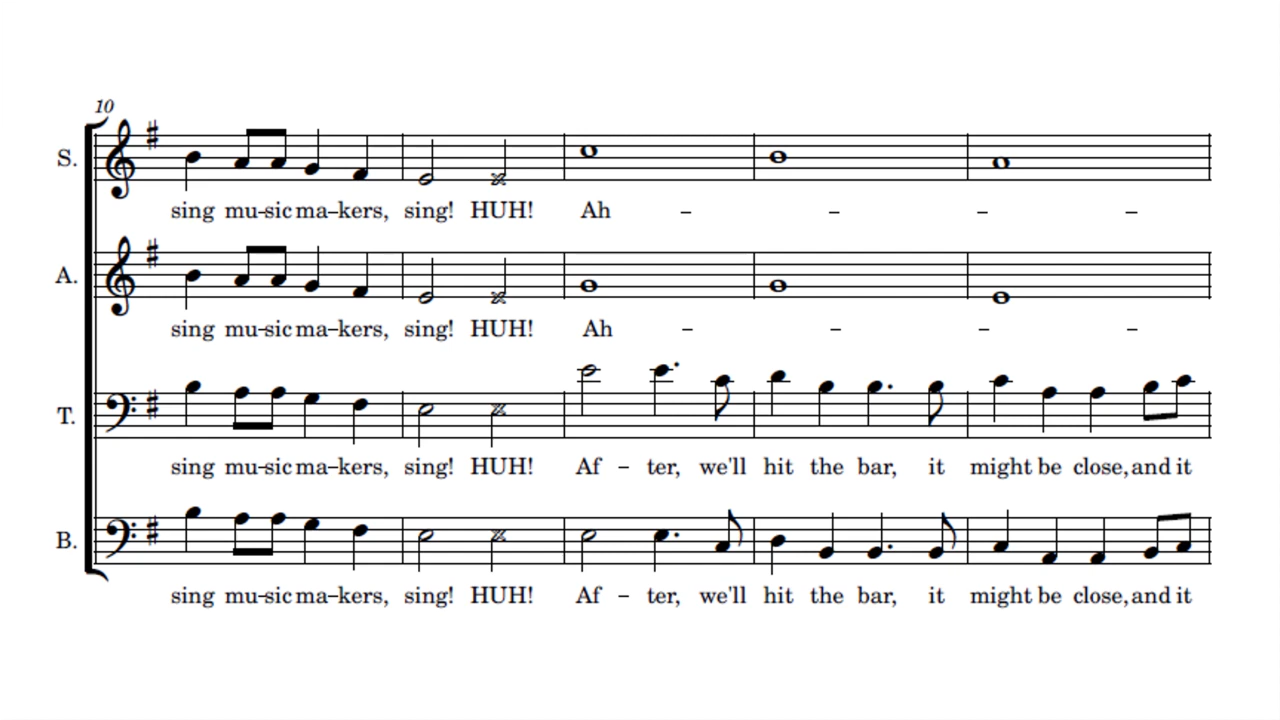 10
S.
sing mu–sic ma–kers, sing! HUH! Ah – – – –
A.
sing mu–sic ma–kers, sing! HUH! Ah – – – –
T.
sing mu–sic ma–kers, sing! HUH! Af – ter, we'll hit the bar, it might be close, and it
B.
sing mu–sic ma–kers, sing! HUH! Af – ter, we'll hit the bar, it might be close, and it